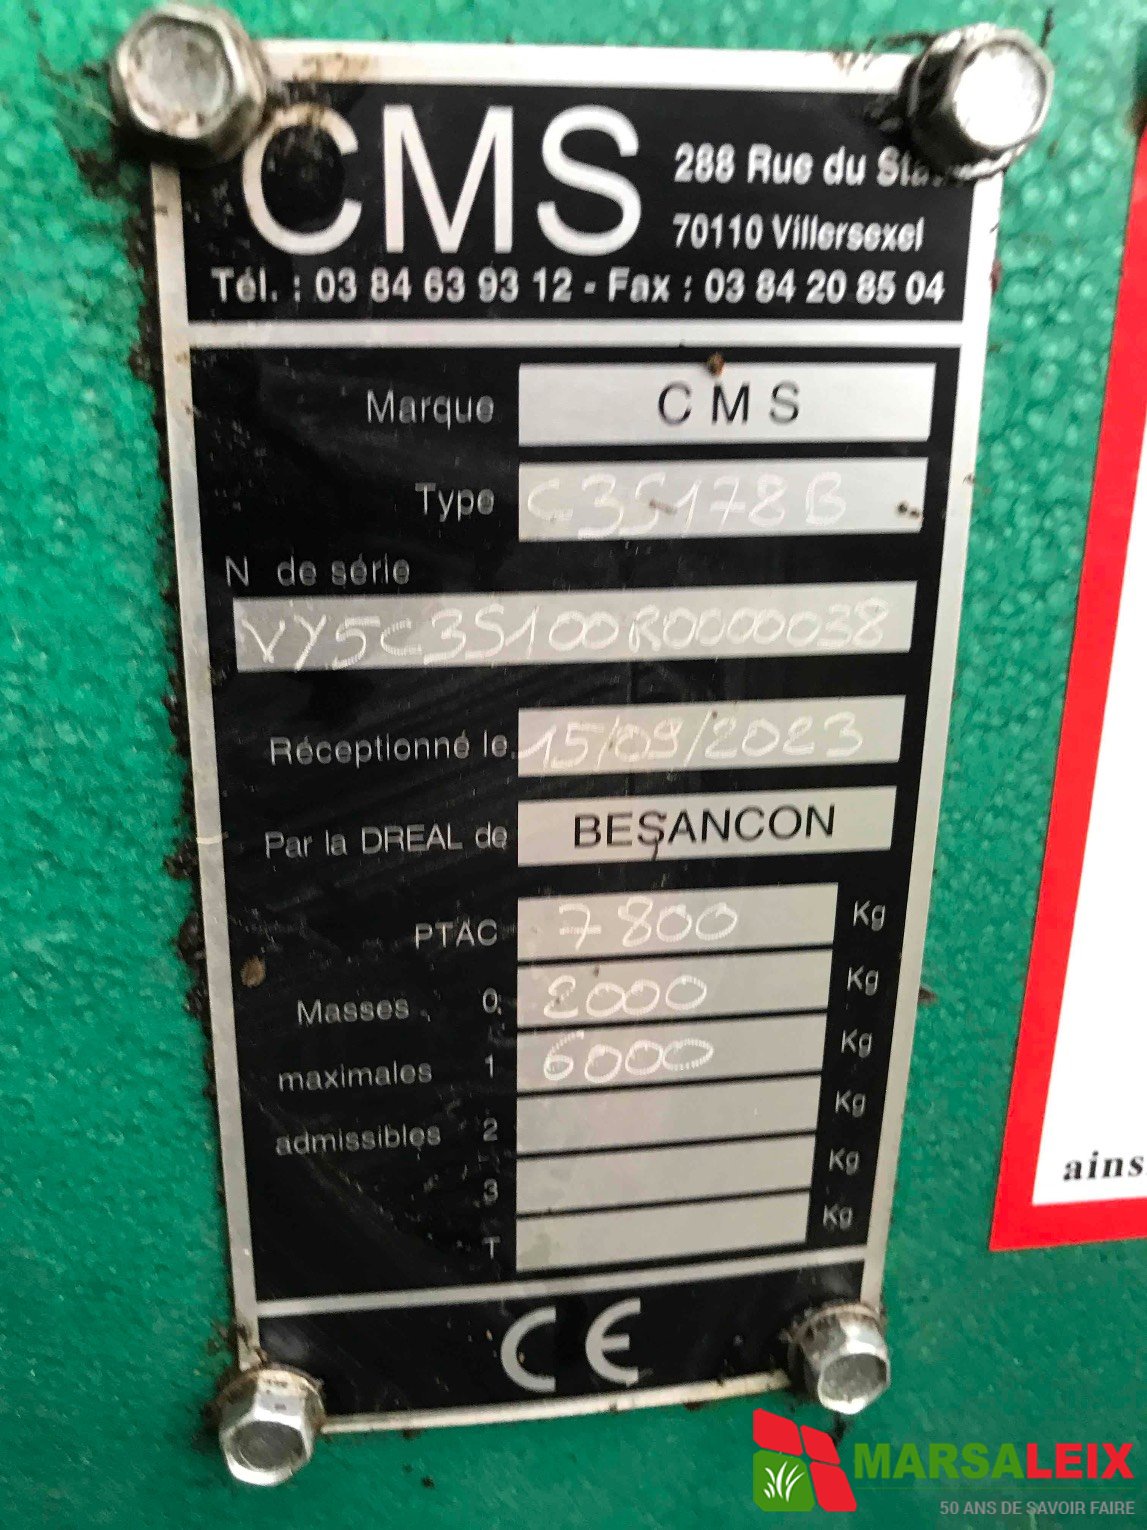 CMS
288 Rue du
70110 Villersexel
Tél. : 03 84 63 93 12 - Fax : 03 84 20 85 04
Marque CMS
Type C3S178B
N de série
VY5C3S100R0000038
Réceptionné le 15/09/2023
Par la DREAL de BESANCON
PTAC 7800 Kg
Masses 0 2000 Kg
maximales 1 6000 Kg
admissibles 2 Kg
3 Kg
T Kg
CE
ains
MARSALEIX
50 ANS DE SAVOIR FAIRE